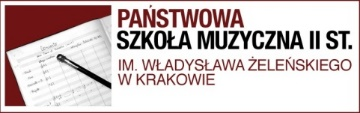 PAŃSTWOWA
SZKOŁA MUZYCZNA II ST.
IM. WŁADYSŁAWA ŻELEŃSKIEGO
W KRAKOWIE